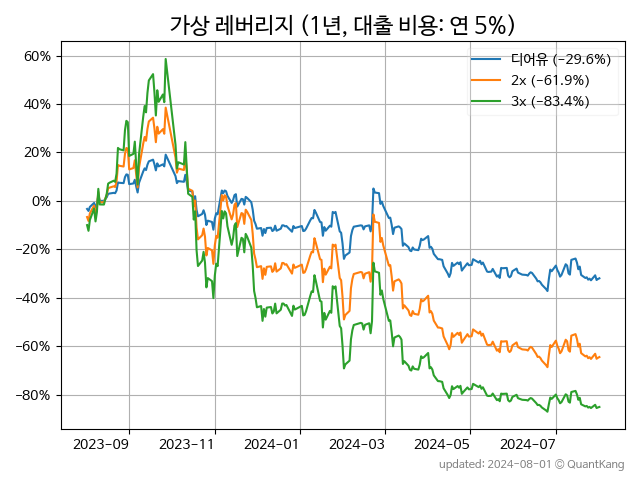 가상 레버리지 (1년, 대출 비용: 연 5%)
디어유 (-29.6%)
2x (-61.9%)
3x (-83.4%)
60%
40%
20%
0%
-20%
-40%
-60%
-80%
2023-09
2023-11
2024-01
2024-03
2024-05
2024-07
updated: 2024-08-01 © QuantKang